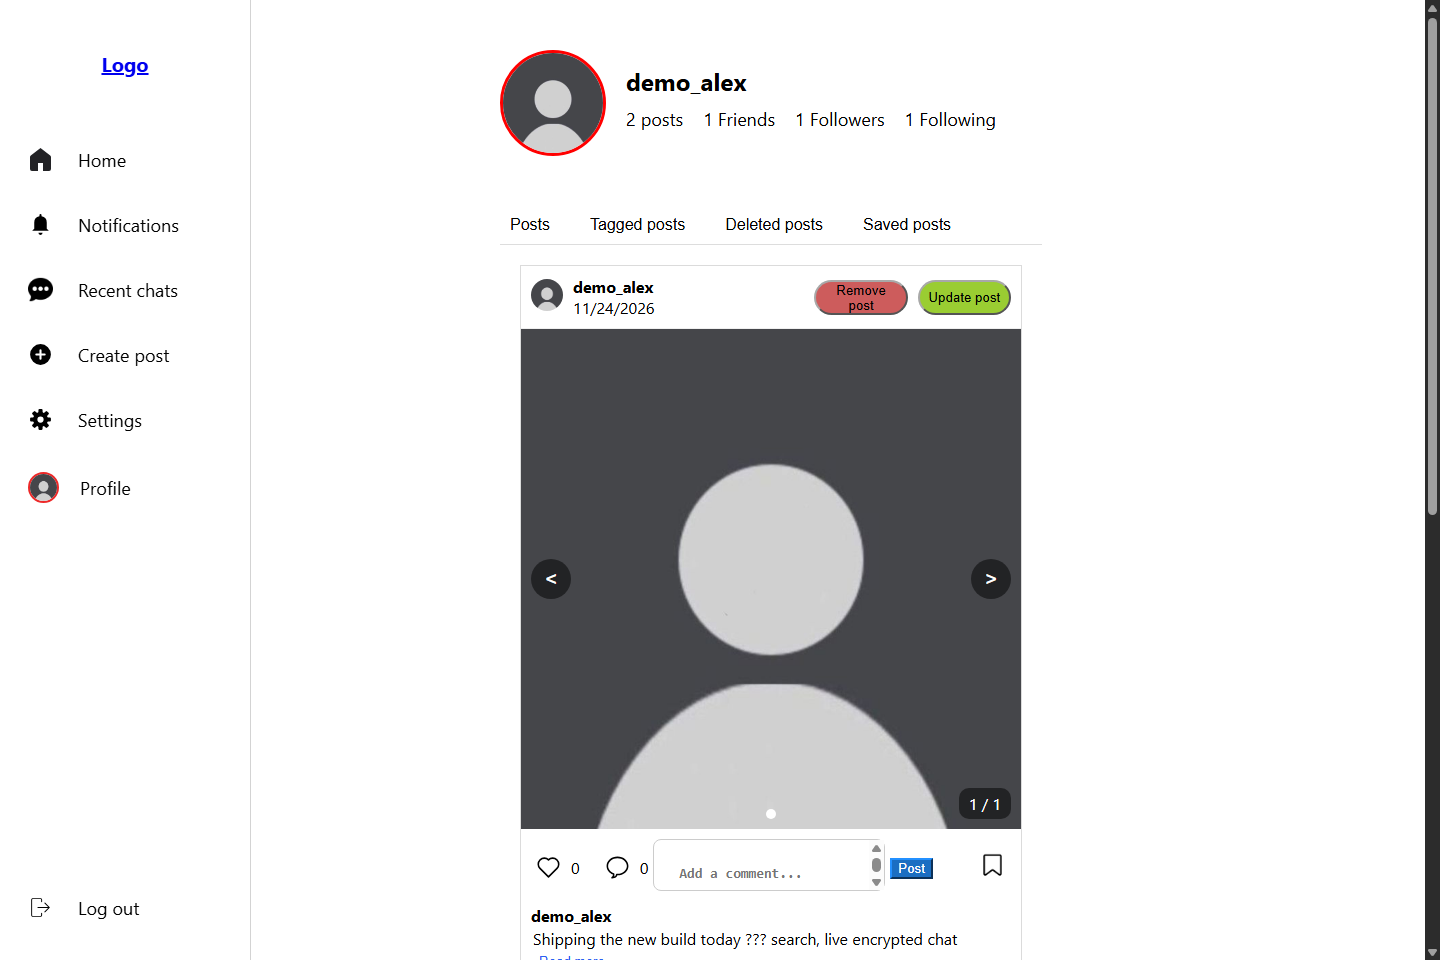 Logo
Home
Notifications
Recent chats
Create post
Settings
Profile
Log out
demo_alex
2 posts 1 Friends 1 Followers 1 Following
Posts Tagged posts Deleted posts Saved posts
demo_alex
11/24/2026
Remove
post
Update post
<
>
1 / 1
0
0
Add a comment...
Post
demo_alex
Shipping the new build today ??? search, live encrypted chat
Read more